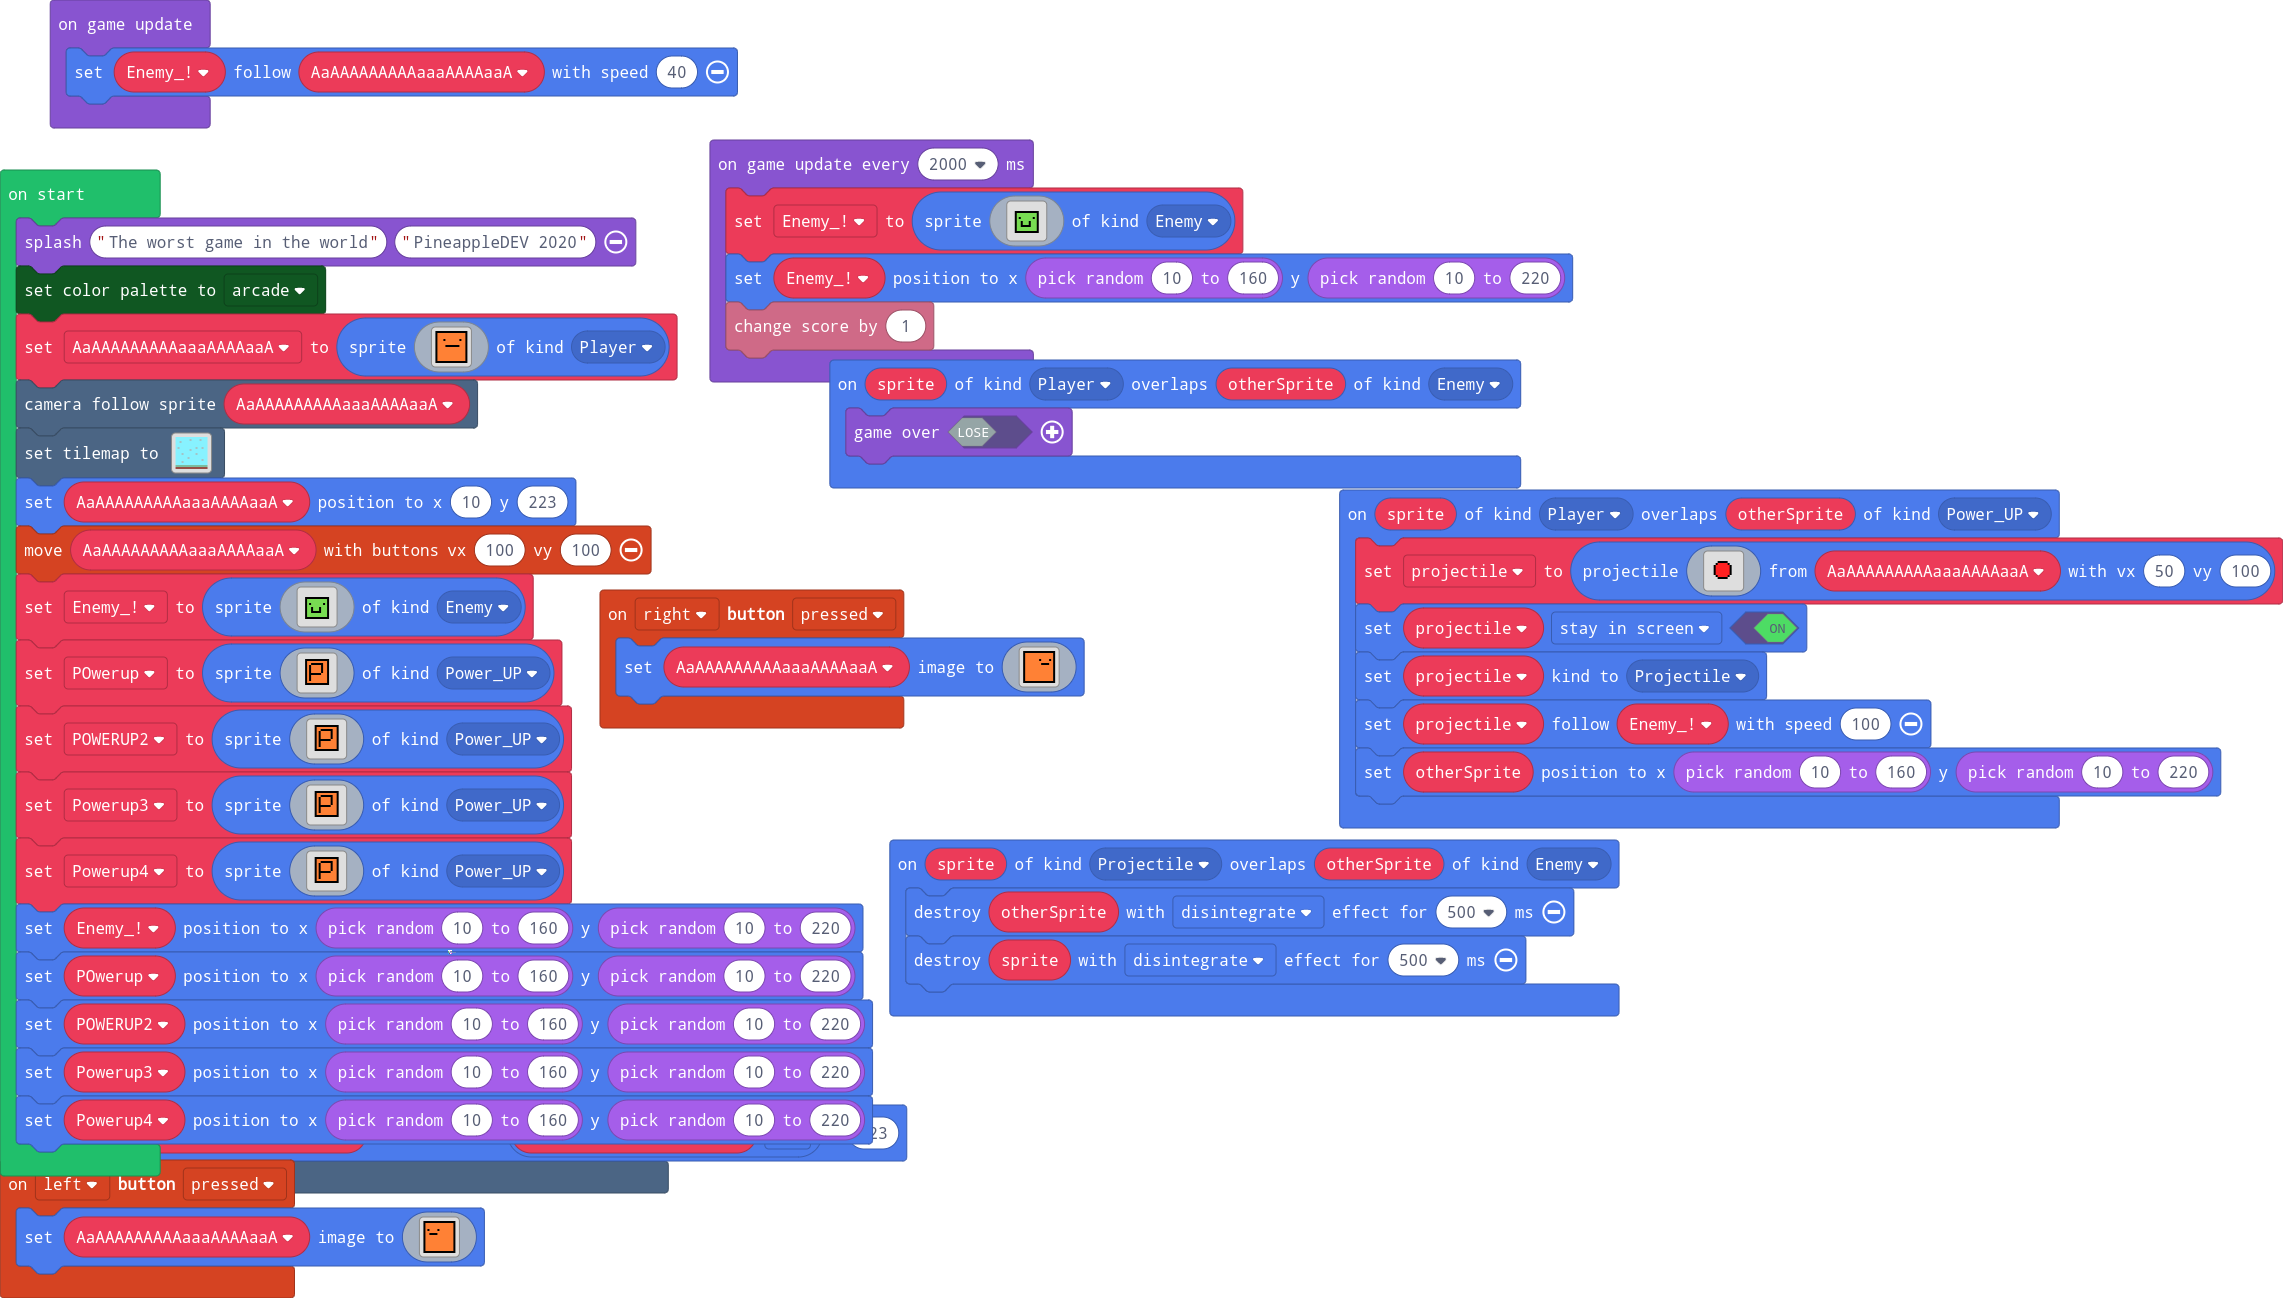 on game update
set Enemy_! follow AaAAAAAAAAAaaaAAAAaaA with speed 40
on game update every 2000 ms
set Enemy_! to sprite of kind Enemy
set Enemy_! position to x pick random 10 to 160 y pick random 10 to 220
change score by 1
on sprite of kind Player overlaps otherSprite of kind Enemy
game over LOSE
on start
splash "The worst game in the world" "PineappleDEV 2020"
set color palette to arcade
set AaAAAAAAAAAaaaAAAAaaA to sprite of kind Player
camera follow sprite AaAAAAAAAAAaaaAAAAaaA
set tilemap to
set AaAAAAAAAAAaaaAAAAaaA position to x 10 y 223
move AaAAAAAAAAAaaaAAAAaaA with buttons vx 100 vy 100
set Enemy_! to sprite of kind Enemy
set POwerup to sprite of kind Power_UP
set POWERUP2 to sprite of kind Power_UP
set Powerup3 to sprite of kind Power_UP
set Powerup4 to sprite of kind Power_UP
set Enemy_! position to x pick random 10 to 160 y pick random 10 to 220
set POwerup position to x pick random 10 to 160 y pick random 10 to 220
set POWERUP2 position to x pick random 10 to 160 y pick random 10 to 220
set Powerup3 position to x pick random 10 to 160 y pick random 10 to 220
set Powerup4 position to x pick random 10 to 160 y pick random 10 to 220
on right button pressed
set AaAAAAAAAAAaaaAAAAaaA image to
on sprite of kind Player overlaps otherSprite of kind Power_UP
set projectile to projectile from AaAAAAAAAAAaaaAAAAaaA with vx 50 vy 100
set projectile stay in screen ON
set projectile kind to Projectile
set projectile follow Enemy_! with speed 100
set otherSprite position to x pick random 10 to 160 y pick random 10 to 220
on sprite of kind Projectile overlaps otherSprite of kind Enemy
destroy otherSprite with disintegrate effect for 500 ms
destroy sprite with disintegrate effect for 500 ms
on left button pressed
set AaAAAAAAAAAaaaAAAAaaA image to